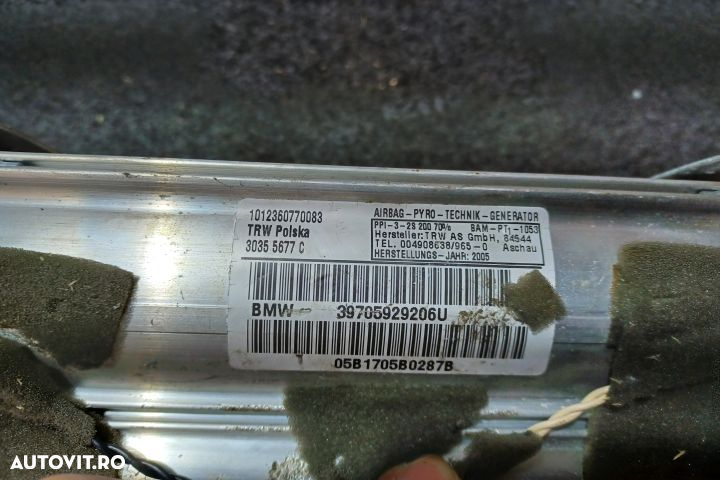 1012360770083
TRW Polska
3035 5677 C
AIRBAG-PYRO-TECHNIK-GENERATOR
PPI-3-2S 200 70% BAM-PT1-1053
Hersteller: TRW AS GmbH, 84544
TEL. 004908638/965-0 Aschau
HERSTELLUNGS-JAHR: 2005
BMW - 39705929206U
05B1705B0287B
AUTOVIT.RO